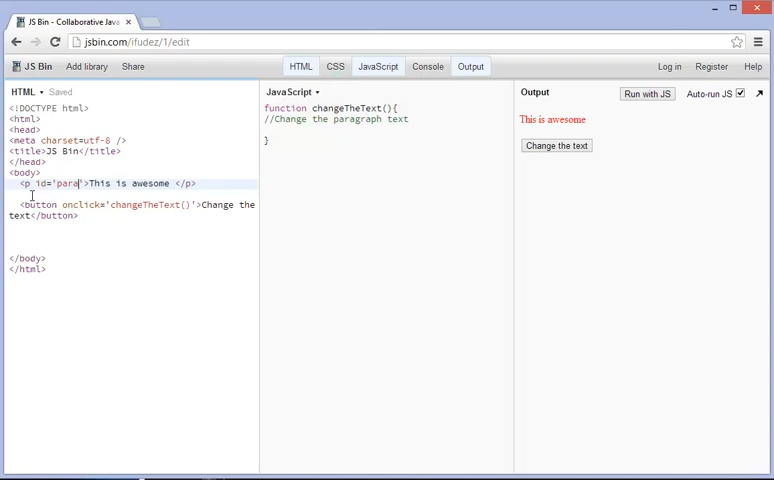 JS Bin - Collaborative Java
jsbin.com/ifudez/1/edit
JS Bin Add library Share HTML CSS JavaScript Console Output Log in Register Help
HTML Saved
<!DOCTYPE html>
<html>
<head>
<meta charset=utf-8 />
<title>JS Bin</title>
</head>
<body>
<p id='para'>This is awesome </p>
<button onclick='changeTheText()'>Change the
text</button>
</body>
</html>
JavaScript
function changeTheText(){
//Change the paragraph text
}
Output Run with JS Auto-run JS
This is awesome
Change the text